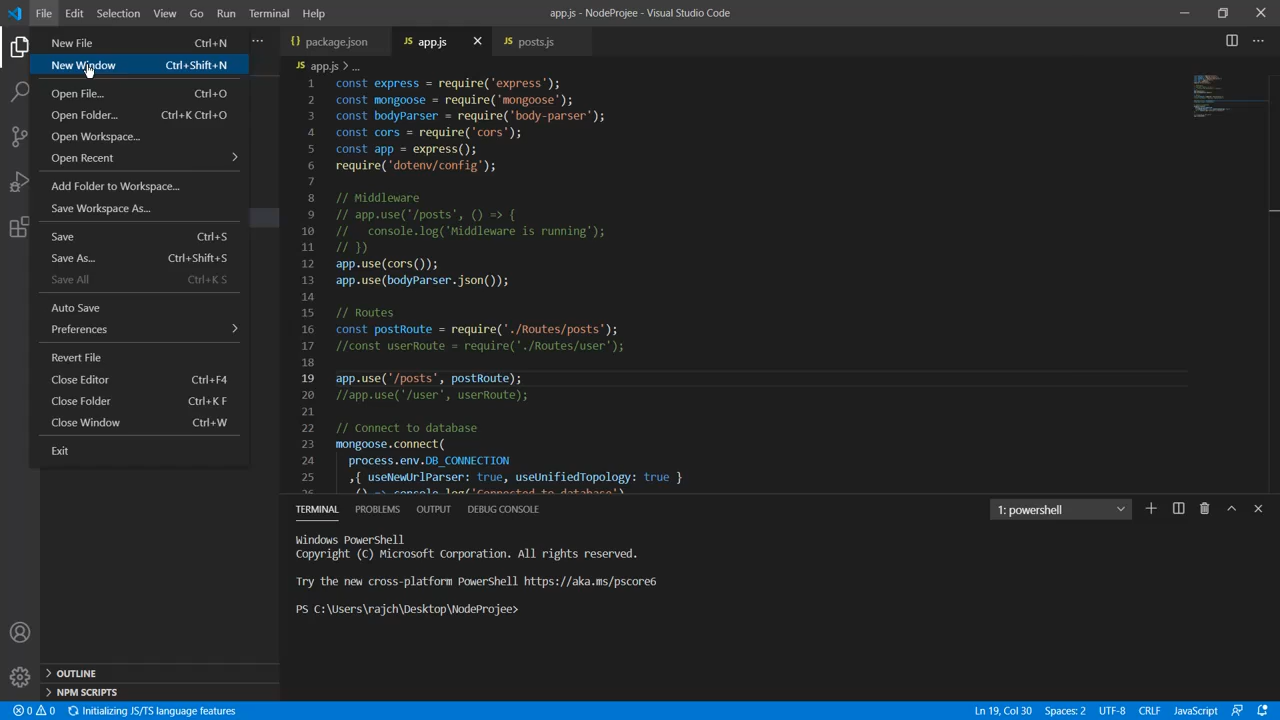 File Edit Selection View Go Run Terminal Help
app.js - NodeProjee - Visual Studio Code
New File Ctrl+N
New Window Ctrl+Shift+N
Open File... Ctrl+O
Open Folder... Ctrl+K Ctrl+O
Open Workspace...
Open Recent
Add Folder to Workspace...
Save Workspace As...
Save Ctrl+S
Save As... Ctrl+Shift+S
Save All Ctrl+K S
Auto Save
Preferences
Revert File
Close Editor Ctrl+F4
Close Folder Ctrl+K F
Close Window Ctrl+W
Exit
package.json app.js posts.js
app.js > ...
1 const express = require('express');
2 const mongoose = require('mongoose');
3 const bodyParser = require('body-parser');
4 const cors = require('cors');
5 const app = express();
6 require('dotenv/config');
7
8 // Middleware
9 // app.use('/posts', () => {
10 //   console.log('Middleware is running');
11 // })
12 app.use(cors());
13 app.use(bodyParser.json());
14
15 // Routes
16 const postRoute = require('./Routes/posts');
17 //const userRoute = require('./Routes/user');
18
19 app.use('/posts', postRoute);
20 //app.use('/user', userRoute);
21
22 // Connect to database
23 mongoose.connect(
24   process.env.DB_CONNECTION
25   ,{ useNewUrlParser: true, useUnifiedTopology: true }
26   () => console.log('Connected to database')
TERMINAL PROBLEMS OUTPUT DEBUG CONSOLE
1: powershell
Windows PowerShell
Copyright (C) Microsoft Corporation. All rights reserved.
Try the new cross-platform PowerShell https://aka.ms/pscore6
PS C:\Users\rajch\Desktop\NodeProjee>
OUTLINE
NPM SCRIPTS
0 0 Initializing JS/TS language features
Ln 19, Col 30 Spaces: 2 UTF-8 CRLF JavaScript